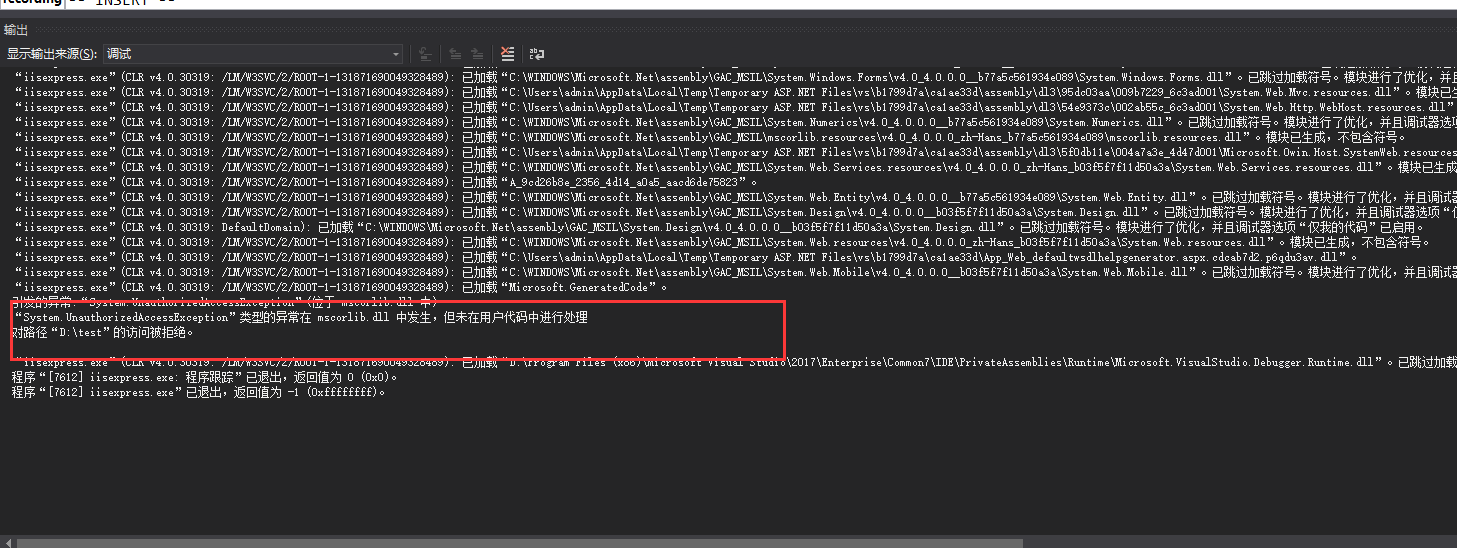 recording -- INSERT --
输出
显示输出来源(S): 调试
“iisexpress.exe”(CLR v4.0.30319: /LM/W3SVC/2/ROOT-1-131871690049328489): 已加载“C:\WINDOWS\Microsoft.Net\assembly\GAC_MSIL\System.Windows.Forms\v4.0_4.0.0.0__b77a5c561934e089\System.Windows.Forms.dll”。已跳过加载符号。模块进行了优化，并且
“iisexpress.exe”(CLR v4.0.30319: /LM/W3SVC/2/ROOT-1-131871690049328489): 已加载“C:\Users\admin\AppData\Local\Temp\Temporary ASP.NET Files\vs\b1799d7a\ca1ae33d\assembly\dl3\95dc03aa\009b7229_6c3ad001\System.Web.Mvc.resources.dll”。模块已生
“iisexpress.exe”(CLR v4.0.30319: /LM/W3SVC/2/ROOT-1-131871690049328489): 已加载“C:\Users\admin\AppData\Local\Temp\Temporary ASP.NET Files\vs\b1799d7a\ca1ae33d\assembly\dl3\54e9373c\002ab55c_6c3ad001\System.Web.Http.WebHost.resources.dll”
“iisexpress.exe”(CLR v4.0.30319: /LM/W3SVC/2/ROOT-1-131871690049328489): 已加载“C:\WINDOWS\Microsoft.Net\assembly\GAC_MSIL\System.Numerics\v4.0_4.0.0.0__b77a5c561934e089\System.Numerics.dll”。已跳过加载符号。模块进行了优化，并且调试器选项
“iisexpress.exe”(CLR v4.0.30319: /LM/W3SVC/2/ROOT-1-131871690049328489): 已加载“C:\WINDOWS\Microsoft.Net\assembly\GAC_MSIL\mscorlib.resources\v4.0_4.0.0.0_zh-Hans_b77a5c561934e089\mscorlib.resources.dll”。模块已生成，不包含符号。
“iisexpress.exe”(CLR v4.0.30319: /LM/W3SVC/2/ROOT-1-131871690049328489): 已加载“C:\Users\admin\AppData\Local\Temp\Temporary ASP.NET Files\vs\b1799d7a\ca1ae33d\assembly\dl3\5f0db11e\004a7a3e_4d47d001\Microsoft.Owin.Host.SystemWeb.resources
“iisexpress.exe”(CLR v4.0.30319: /LM/W3SVC/2/ROOT-1-131871690049328489): 已加载“C:\WINDOWS\Microsoft.Net\assembly\GAC_MSIL\System.Web.Services.resources\v4.0_4.0.0.0_zh-Hans_b03f5f7f11d50a3a\System.Web.Services.resources.dll”。模块已生成
“iisexpress.exe”(CLR v4.0.30319: /LM/W3SVC/2/ROOT-1-131871690049328489): 已加载“A_9cd26b8e_2356_4d14_a0a5_aacd6de75823”。
“iisexpress.exe”(CLR v4.0.30319: /LM/W3SVC/2/ROOT-1-131871690049328489): 已加载“C:\WINDOWS\Microsoft.Net\assembly\GAC_MSIL\System.Web.Entity\v4.0_4.0.0.0__b77a5c561934e089\System.Web.Entity.dll”。已跳过加载符号。模块进行了优化，并且调试器选
“iisexpress.exe”(CLR v4.0.30319: /LM/W3SVC/2/ROOT-1-131871690049328489): 已加载“C:\WINDOWS\Microsoft.Net\assembly\GAC_MSIL\System.Design\v4.0_4.0.0.0__b03f5f7f11d50a3a\System.Design.dll”。已跳过加载符号。模块进行了优化，并且调试器选项“仅
“iisexpress.exe”(CLR v4.0.30319: DefaultDomain): 已加载“C:\WINDOWS\Microsoft.Net\assembly\GAC_MSIL\System.Design\v4.0_4.0.0.0__b03f5f7f11d50a3a\System.Design.dll”。已跳过加载符号。模块进行了优化，并且调试器选项“仅我的代码”已启用。
“iisexpress.exe”(CLR v4.0.30319: /LM/W3SVC/2/ROOT-1-131871690049328489): 已加载“C:\WINDOWS\Microsoft.Net\assembly\GAC_MSIL\System.Web.resources\v4.0_4.0.0.0_zh-Hans_b03f5f7f11d50a3a\System.Web.resources.dll”。模块已生成，不包含符号。
“iisexpress.exe”(CLR v4.0.30319: /LM/W3SVC/2/ROOT-1-131871690049328489): 已加载“C:\Users\admin\AppData\Local\Temp\Temporary ASP.NET Files\vs\b1799d7a\ca1ae33d\App_Web_defaultwsdlhelpgenerator.aspx.cdcab7d2.p6qdu3av.dll”。
“iisexpress.exe”(CLR v4.0.30319: /LM/W3SVC/2/ROOT-1-131871690049328489): 已加载“C:\WINDOWS\Microsoft.Net\assembly\GAC_MSIL\System.Web.Mobile\v4.0_4.0.0.0__b03f5f7f11d50a3a\System.Web.Mobile.dll”。已跳过加载符号。模块进行了优化，并且调试器
“iisexpress.exe”(CLR v4.0.30319: /LM/W3SVC/2/ROOT-1-131871690049328489): 已加载“Microsoft.GeneratedCode”。
引发的异常:“System.UnauthorizedAccessException”(位于 mscorlib.dll 中)
“System.UnauthorizedAccessException”类型的异常在 mscorlib.dll 中发生，但未在用户代码中进行处理
对路径“D:\test”的访问被拒绝。
“iisexpress.exe”(CLR v4.0.30319: /LM/W3SVC/2/ROOT-1-131871690049328489): 已加载“D:\Program Files (x86)\Microsoft Visual Studio\2017\Enterprise\Common7\IDE\PrivateAssemblies\Runtime\Microsoft.VisualStudio.Debugger.Runtime.dll”。已跳过加载
程序“[7612] iisexpress.exe: 程序跟踪”已退出，返回值为 0 (0x0)。
程序“[7612] iisexpress.exe”已退出，返回值为 -1 (0xffffffff)。